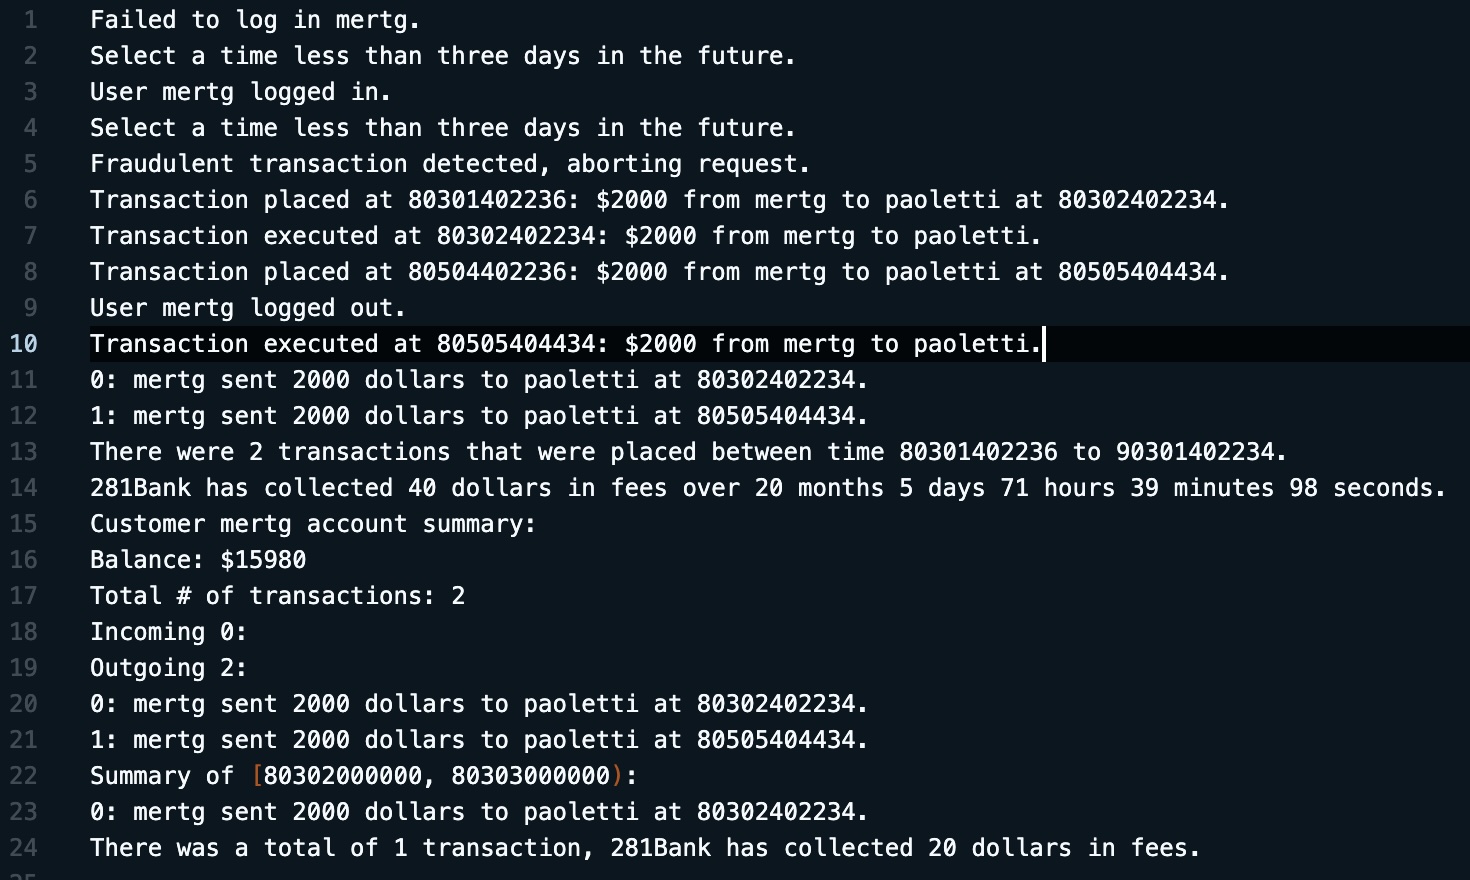 1 Failed to log in mertg.
2 Select a time less than three days in the future.
3 User mertg logged in.
4 Select a time less than three days in the future.
5 Fraudulent transaction detected, aborting request.
6 Transaction placed at 80301402236: $2000 from mertg to paoletti at 80302402234.
7 Transaction executed at 80302402234: $2000 from mertg to paoletti.
8 Transaction placed at 80504402236: $2000 from mertg to paoletti at 80505404434.
9 User mertg logged out.
10 Transaction executed at 80505404434: $2000 from mertg to paoletti.
11 0: mertg sent 2000 dollars to paoletti at 80302402234.
12 1: mertg sent 2000 dollars to paoletti at 80505404434.
13 There were 2 transactions that were placed between time 80301402236 to 90301402234.
14 281Bank has collected 40 dollars in fees over 20 months 5 days 71 hours 39 minutes 98 seconds.
15 Customer mertg account summary:
16 Balance: $15980
17 Total # of transactions: 2
18 Incoming 0:
19 Outgoing 2:
20 0: mertg sent 2000 dollars to paoletti at 80302402234.
21 1: mertg sent 2000 dollars to paoletti at 80505404434.
22 Summary of [80302000000, 80303000000):
23 0: mertg sent 2000 dollars to paoletti at 80302402234.
24 There was a total of 1 transaction, 281Bank has collected 20 dollars in fees.